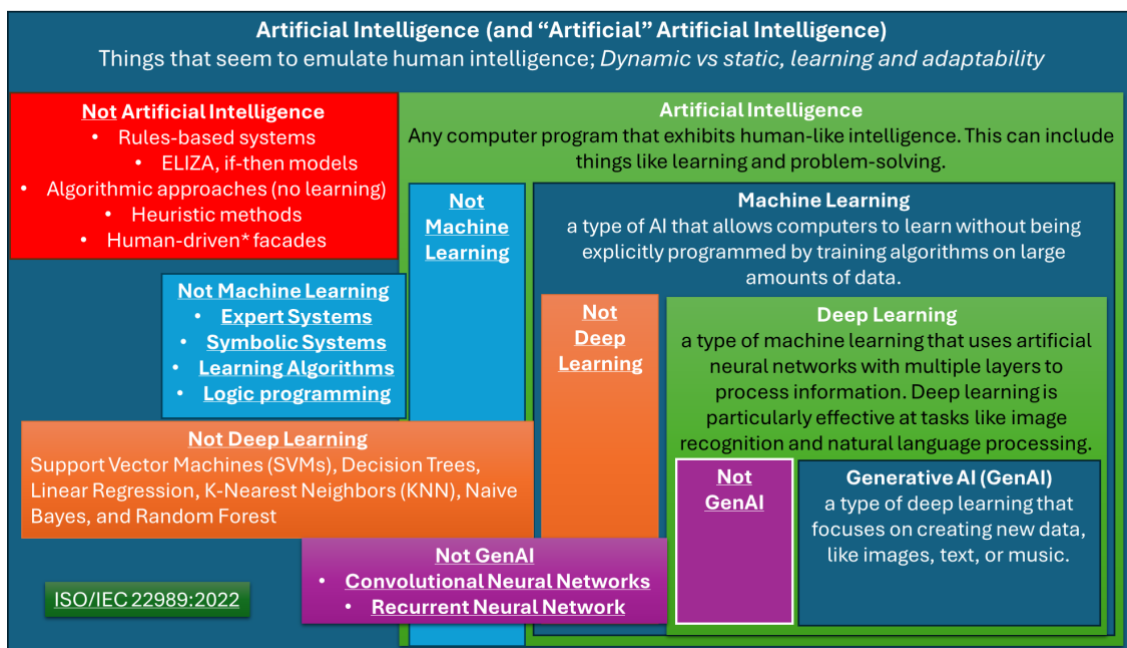 Artificial Intelligence (and “Artificial” Artificial Intelligence)
Things that seem to emulate human intelligence; Dynamic vs static, learning and adaptability
Not Artificial Intelligence
• Rules-based systems
• ELIZA, if-then models
• Algorithmic approaches (no learning)
• Heuristic methods
• Human-driven* facades
Artificial Intelligence
Any computer program that exhibits human-like intelligence. This can include
things like learning and problem-solving.
Not
Machine
Learning
Machine Learning
a type of AI that allows computers to learn without being
explicitly programmed by training algorithms on large
amounts of data.
Not Machine Learning
• Expert Systems
• Symbolic Systems
• Learning Algorithms
• Logic programming
Not
Deep
Learning
Deep Learning
a type of machine learning that uses artificial
neural networks with multiple layers to
process information. Deep learning is
particularly effective at tasks like image
recognition and natural language processing.
Not Deep Learning
Support Vector Machines (SVMs), Decision Trees,
Linear Regression, K-Nearest Neighbors (KNN), Naive
Bayes, and Random Forest
Not
GenAI
Generative AI (GenAI)
a type of deep learning that
focuses on creating new data,
like images, text, or music.
Not GenAI
• Convolutional Neural Networks
• Recurrent Neural Network
ISO/IEC 22989:2022